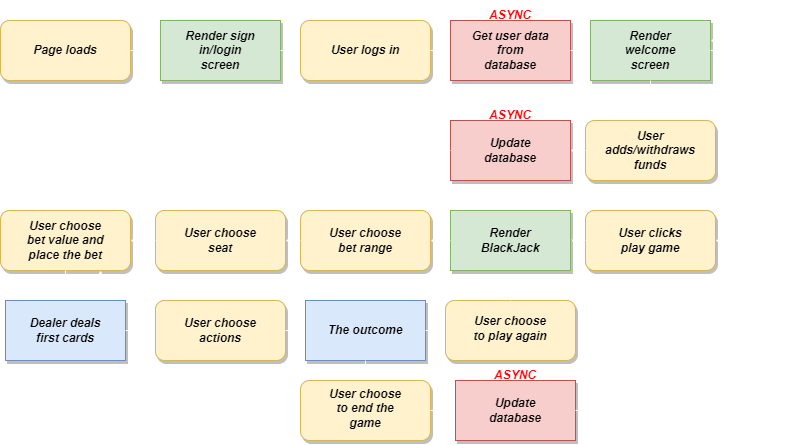 Page loads
Render sign
in/login
screen
User logs in
ASYNC
Get user data
from
database
Render
welcome
screen
ASYNC
Update
database
User
adds/withdraws
funds
User choose
bet value and
place the bet
User choose
seat
User choose
bet range
Render
BlackJack
User clicks
play game
Dealer deals
first cards
User choose
actions
The outcome
User choose
to play again
User choose
to end the
game
ASYNC
Update
database